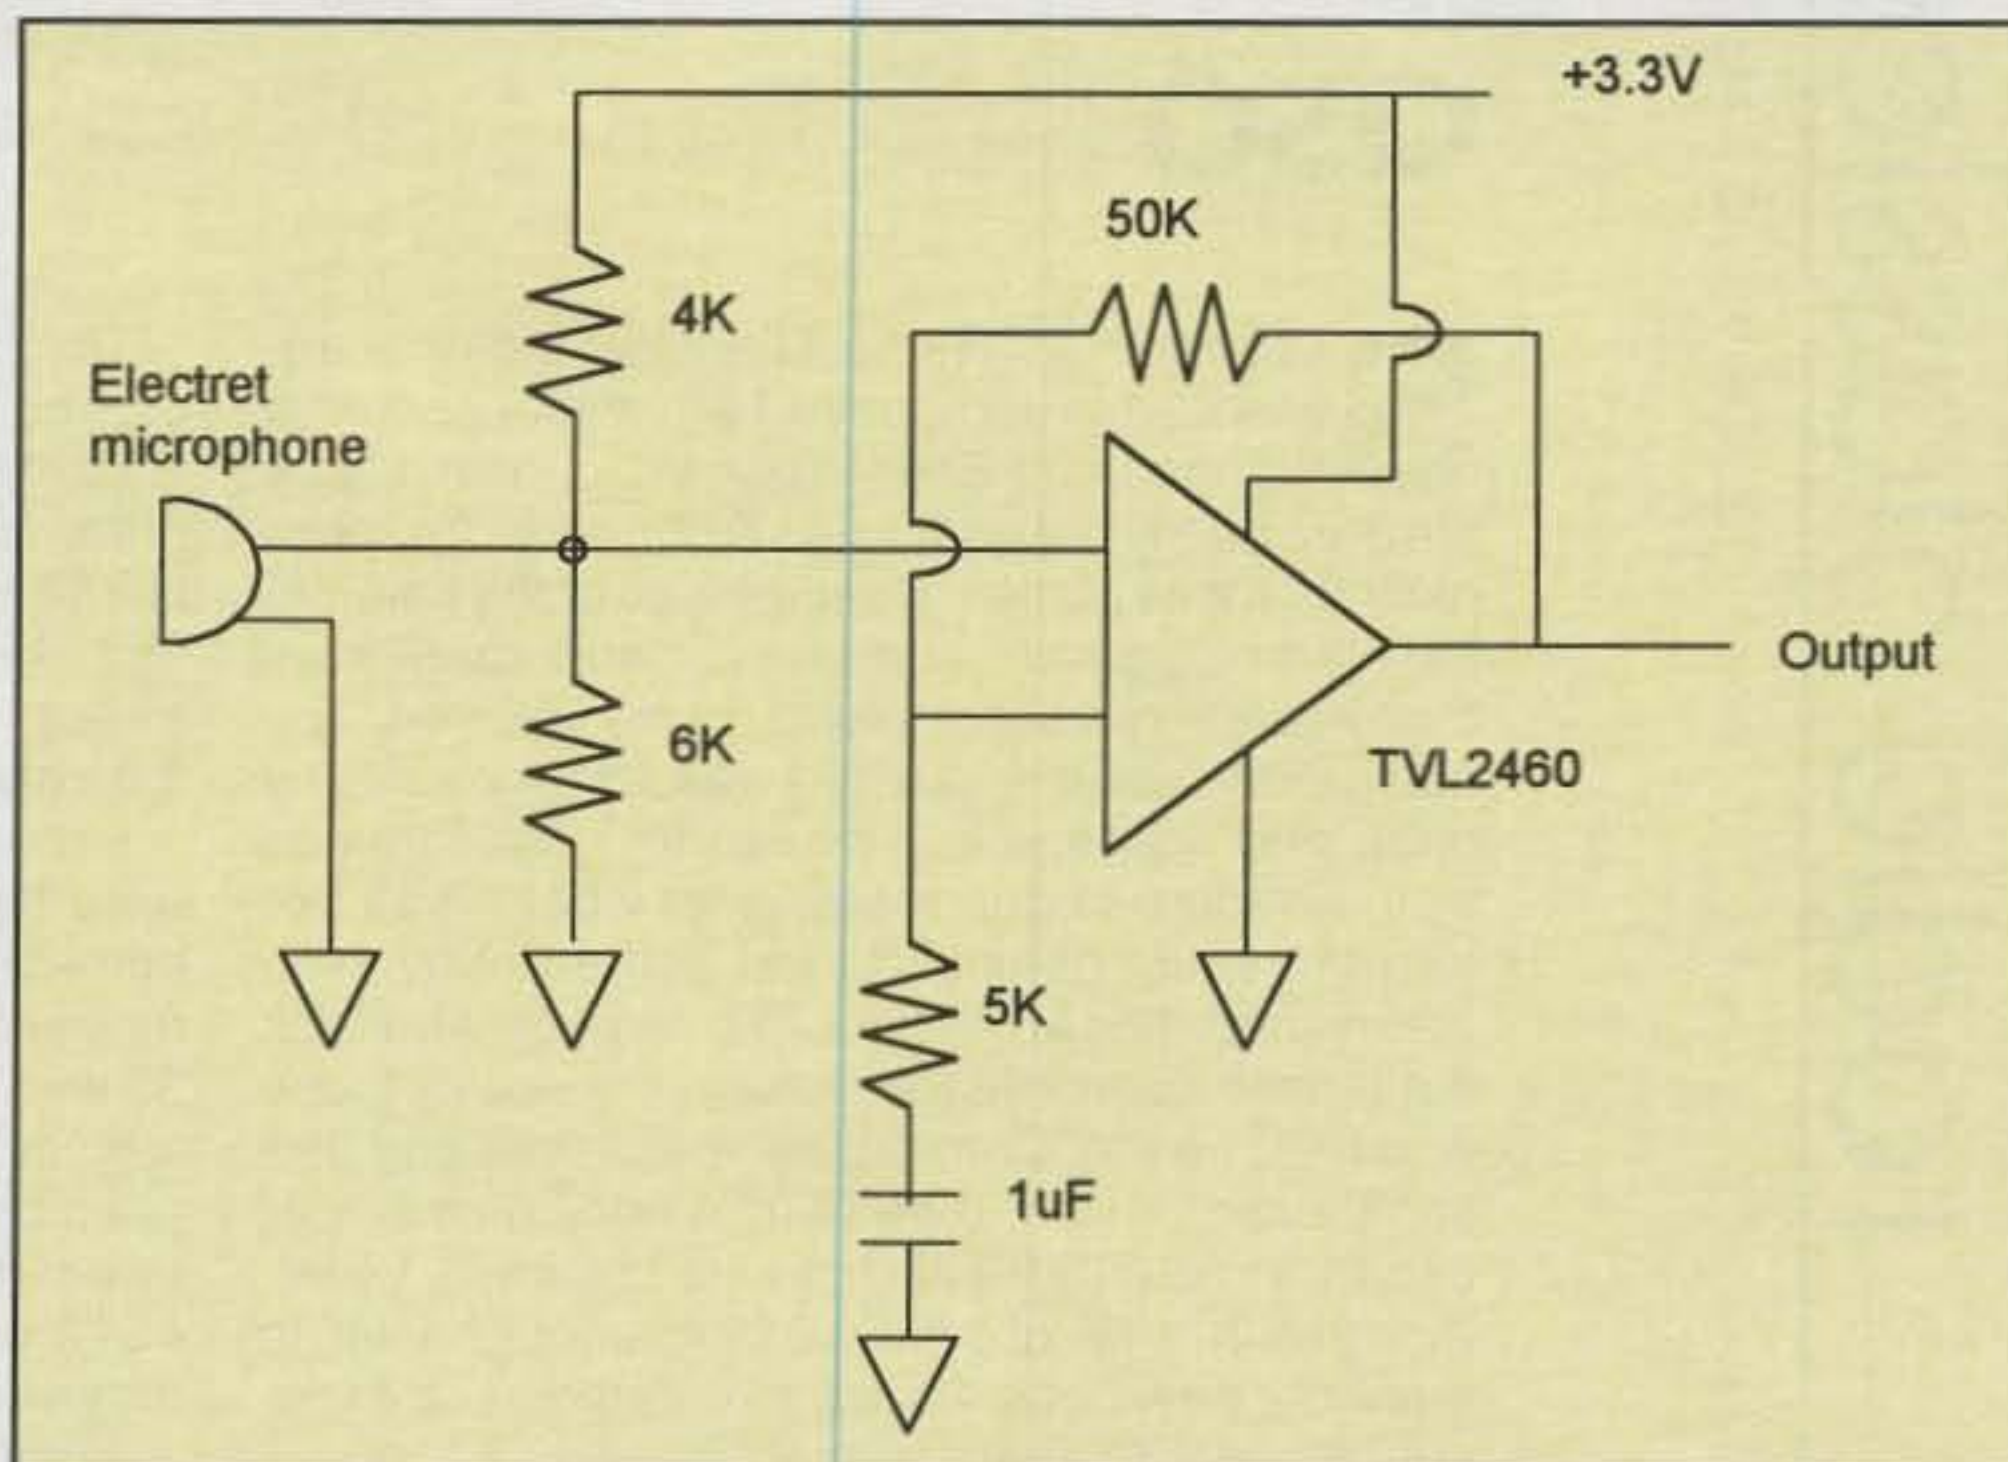 +3.3V
50K
4K
Electret
microphone
6K
Output
TVL2460
5K
1uF